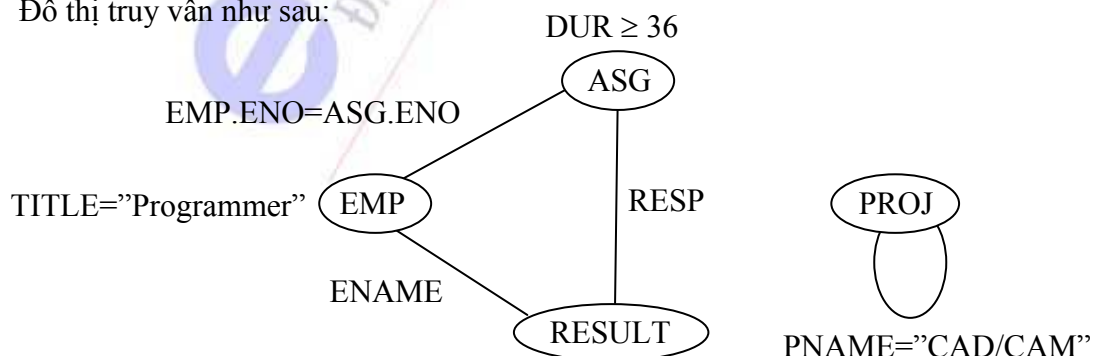 Đồ thị truy vấn như sau:
DUR ≥ 36
ASG
EMP.ENO=ASG.ENO
TITLE=”Programmer”
EMP
RESP
PROJ
ENAME
RESULT
PNAME=”CAD/CAM”